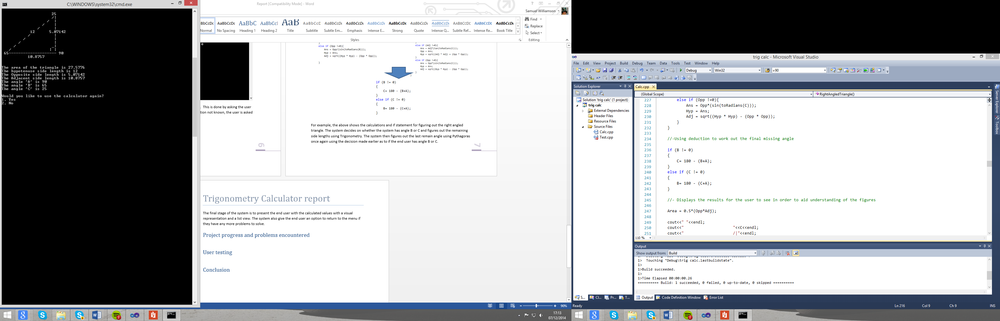 C:\WINDOWS\system32\cmd.exe
25
12 5.07142
65-------------------- 90
10.8757
The area of the triangle is 27.5776
The hypotenuse side length is 12
The Opposite side length is 5.07142
The Adjacent side length is 10.8757
The angle 'A' is 90
The angle 'B' is 65
The angle 'C' is 25
Would you like to use the calculator again?
1. Yes
2. No
Report [Compatibility Mode] - Word
Samuel Williamson
AaBbC AaBbCcI AaB
Normal No Spacing Heading 1 Heading 2 Title Subtitle Subtle Em... Emphasis Intense E... Strong Quote Intense Q... Subtle Ref... Intense Re... Book Title
Styles
Find
Replace
Select
Editing
0
. This is done by asking the user
tion not known, the user is asked
6
else if (Opp !=0){
Ans = Opp/(sin(toRadians(B)));
Hyp = Ans;
Adj = sqrt((Hyp * Hyp) - (Opp * Opp));
}
else if (Adj !=0){
Ans = Adj*(tan(toRadians(C)));
Opp = Ans;
Hyp = sqrt((Adj * Adj) + (Opp * Opp));
}
else if (Opp !=0){
Ans = Opp*(sin(toRadians(C)));
Hyp = Ans;
Adj = sqrt((Hyp * Hyp) - (Opp * Opp));
}
}
if (B != 0)
{
C= 180 - (B+A);
}
else if (C != 0)
{
B= 180 - (C+A);
}
For example, the above shows the calculations and if statement for figuring out the right angled
triangle. The system decides on whether the system has angle B or C and figures out the remaining
side lengths using Trigonometry. The system then figures out the last remain angle using Pythagoras
once again using the decision made earlier as to if the end user has angle B or C.
7
Trigonometry Calculator report
The final stage of the system is to present the end user with the calculated values with a visual
representation and a list view. The system also give the end user an option to return to the menu if
they have any more problems to solve.
Project progress and problems encountered
User testing
Conclusion
90%
17:13
07/12/2014
trig calc - Microsoft Visual Studio
File Edit View Project Build Debug Team Data Tools Test Window Help
Debug Win32 =90
Solution Explorer
Solution 'trig calc' (1 project)
trig calc
External Dependencies
Header Files
Resource Files
Source Files
Calc.cpp
Test.cpp
S... Cl... Pr... T...
Calc.cpp
(Global Scope) RightAngledTriangle()
227 else if (Opp !=0){
228 Ans = Opp*(sin(toRadians(C)));
229 Hyp = Ans;
230 Adj = sqrt((Hyp * Hyp) - (Opp * Opp));
231 }
232 }
233
234 //-Using deduction to work out the final missing angle
235
236 if (B != 0)
237 {
238 C= 180 - (B+A);
239 }
240 else if (C != 0)
241 {
242 B= 180 - (C+A);
243 }
244
245 //- Displays the results for the user to see in order to aid understanding of the figures
246
247 Area = 0.5*(Opp*Adj);
248
249 cout<<" "<<endl;
250 cout<<" "<<C<<endl;
251 cout<<" /|"<<endl;
110 %
Server Explorer
Toolbox
Output
Show output from: Build
1> Touching "Debug\trig calc.lastbuildstate".
1>
1>Build succeeded.
1>
1>Time Elapsed 00:00:00.26
========== Build: 1 succeeded, 0 failed, 0 up-to-date, 0 skipped ==========
Output Code Definition Window Error List
Ready Ln 216 Col 9 Ch 9 INS